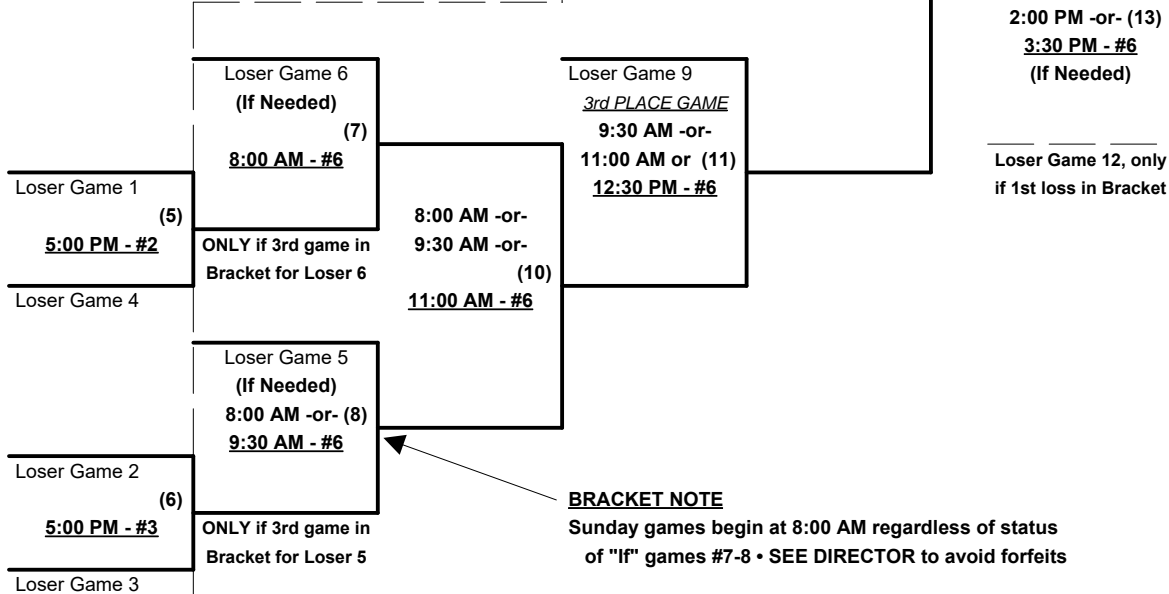 2:00 PM -or- (13)
3:30 PM - #6
(If Needed)
Loser Game 12, only
if 1st loss in Bracket
Loser Game 6
(If Needed)
(7)
8:00 AM - #6
Loser Game 9
3rd PLACE GAME
9:30 AM -or-
11:00 AM or (11)
12:30 PM - #6
Loser Game 1
(5)
5:00 PM - #2
Loser Game 4
ONLY if 3rd game in
Bracket for Loser 6
8:00 AM -or-
9:30 AM -or-
(10)
11:00 AM - #6
Loser Game 5
(If Needed)
8:00 AM -or- (8)
9:30 AM - #6
Loser Game 2
(6)
5:00 PM - #3
Loser Game 3
ONLY if 3rd game in
Bracket for Loser 5
BRACKET NOTE
Sunday games begin at 8:00 AM regardless of status
of "If" games #7-8 • SEE DIRECTOR to avoid forfeits